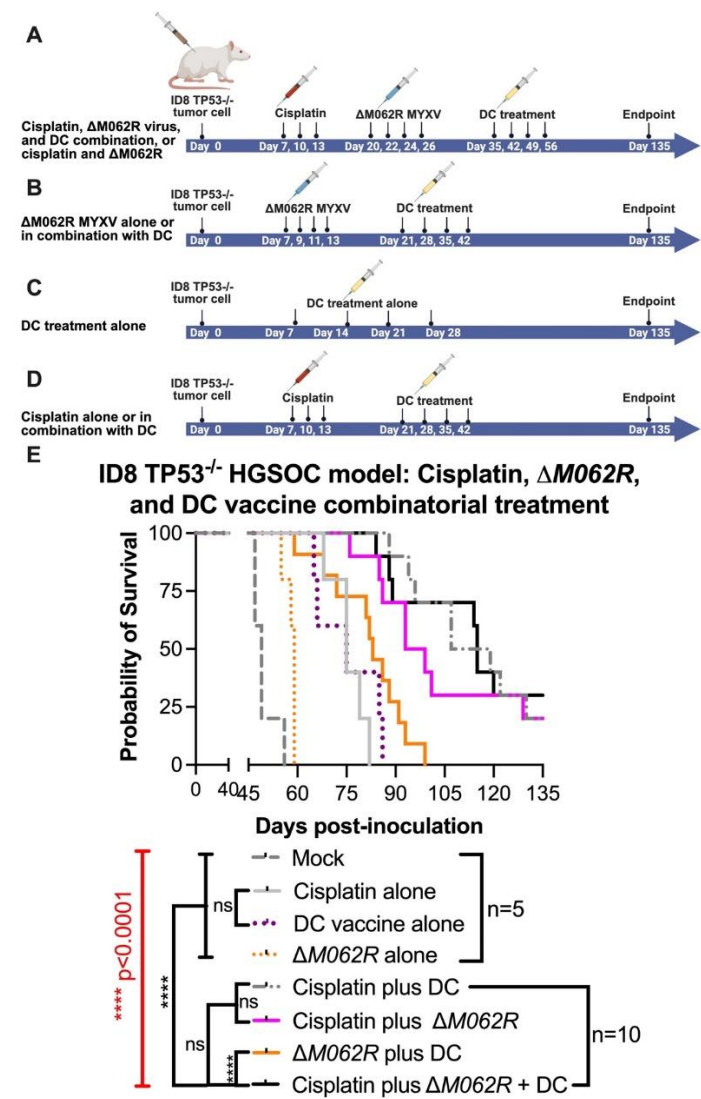 A
ID8 TP53-/-
tumor cell
Cisplatin
ΔM062R MYXV
DC treatment
Endpoint
Cisplatin, ΔM062R virus,
and DC combination, or
cisplatin and ΔM062R
Day 0
Day 7, 10, 13
Day 20, 22, 24, 26
Day 35, 42, 49, 56
Day 135
B
ID8 TP53-/-
tumor cell
ΔM062R MYXV
DC treatment
Endpoint
ΔM062R MYXV alone or
in combination with DC
Day 0
Day 7, 9, 11, 13
Day 21, 28, 35, 42
Day 135
C
ID8 TP53-/-
tumor cell
DC treatment alone
Endpoint
DC treatment alone
Day 0
Day 7
Day 14
Day 21
Day 28
Day 135
D
ID8 TP53-/-
tumor cell
Cisplatin
DC treatment
Endpoint
Cisplatin alone or in
combination with DC
Day 0
Day 7, 10, 13
Day 21, 28, 35, 42
Day 135
E
ID8 TP53-/- HGSOC model: Cisplatin, ΔM062R,
and DC vaccine combinatorial treatment
Probability of Survival
100
75
50
25
0
0 40 45 60 75 90 105 120 135
Days post-inoculation
**** p<0.0001
****
Mock
Cisplatin alone
ns
DC vaccine alone
ΔM062R alone
n=5
Cisplatin plus DC
ns
Cisplatin plus ΔM062R
ns
ΔM062R plus DC
****
Cisplatin plus ΔM062R + DC
n=10